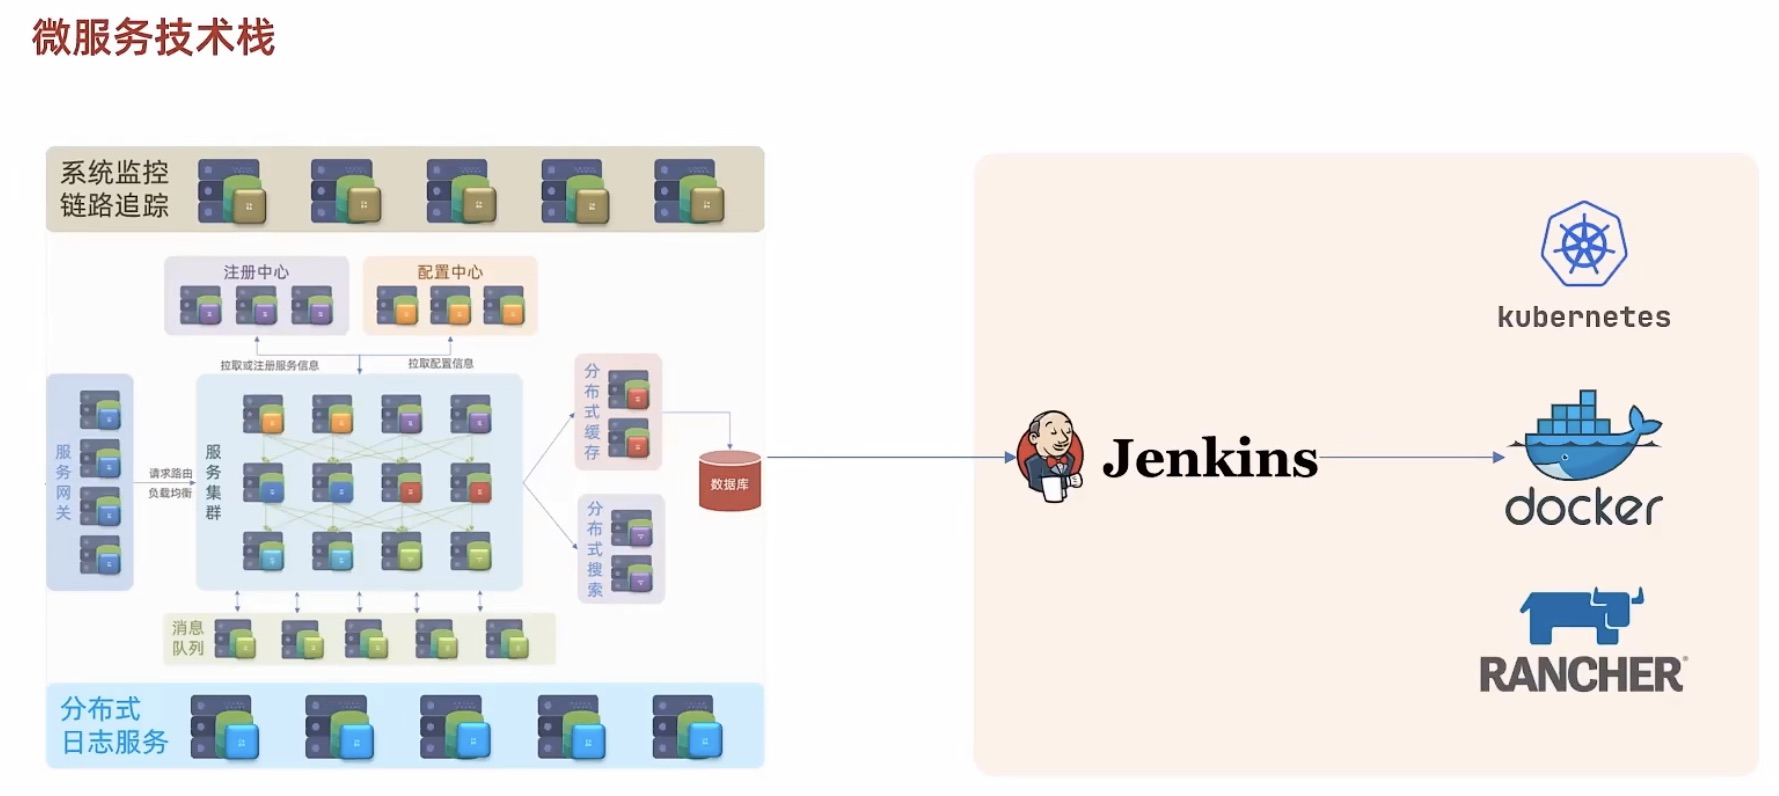 微服务技术栈
系统监控
链路追踪
注册中心
配置中心
拉取或注册服务信息
拉取配置信息
服务网关
请求路由
负载均衡
服务集群
分布式缓存
分布式搜索
数据库
消息
队列
分布式
日志服务
Jenkins
kubernetes
docker
RANCHER®